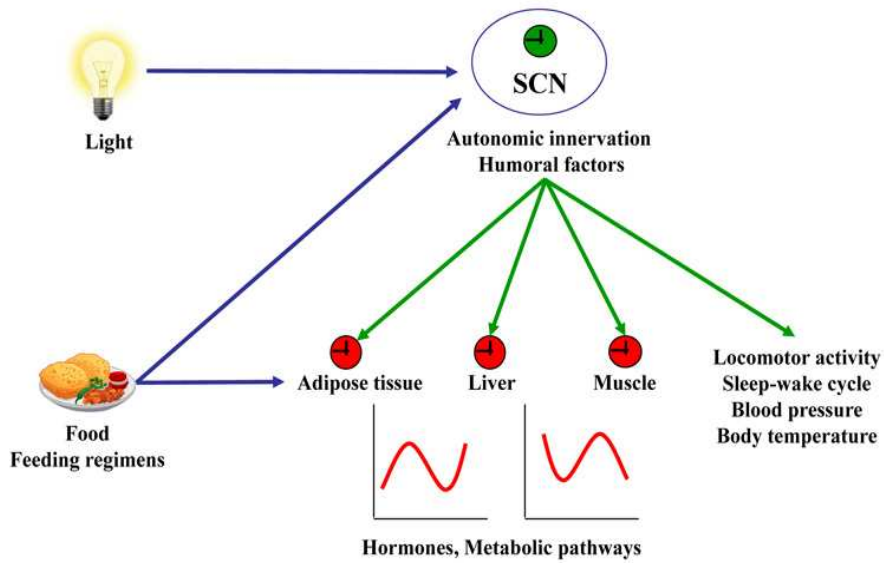 SCN
Light
Autonomic innervation
Humoral factors
Adipose tissue
Liver
Muscle
Locomotor activity
Sleep-wake cycle
Blood pressure
Body temperature
Food
Feeding regimens
Hormones, Metabolic pathways